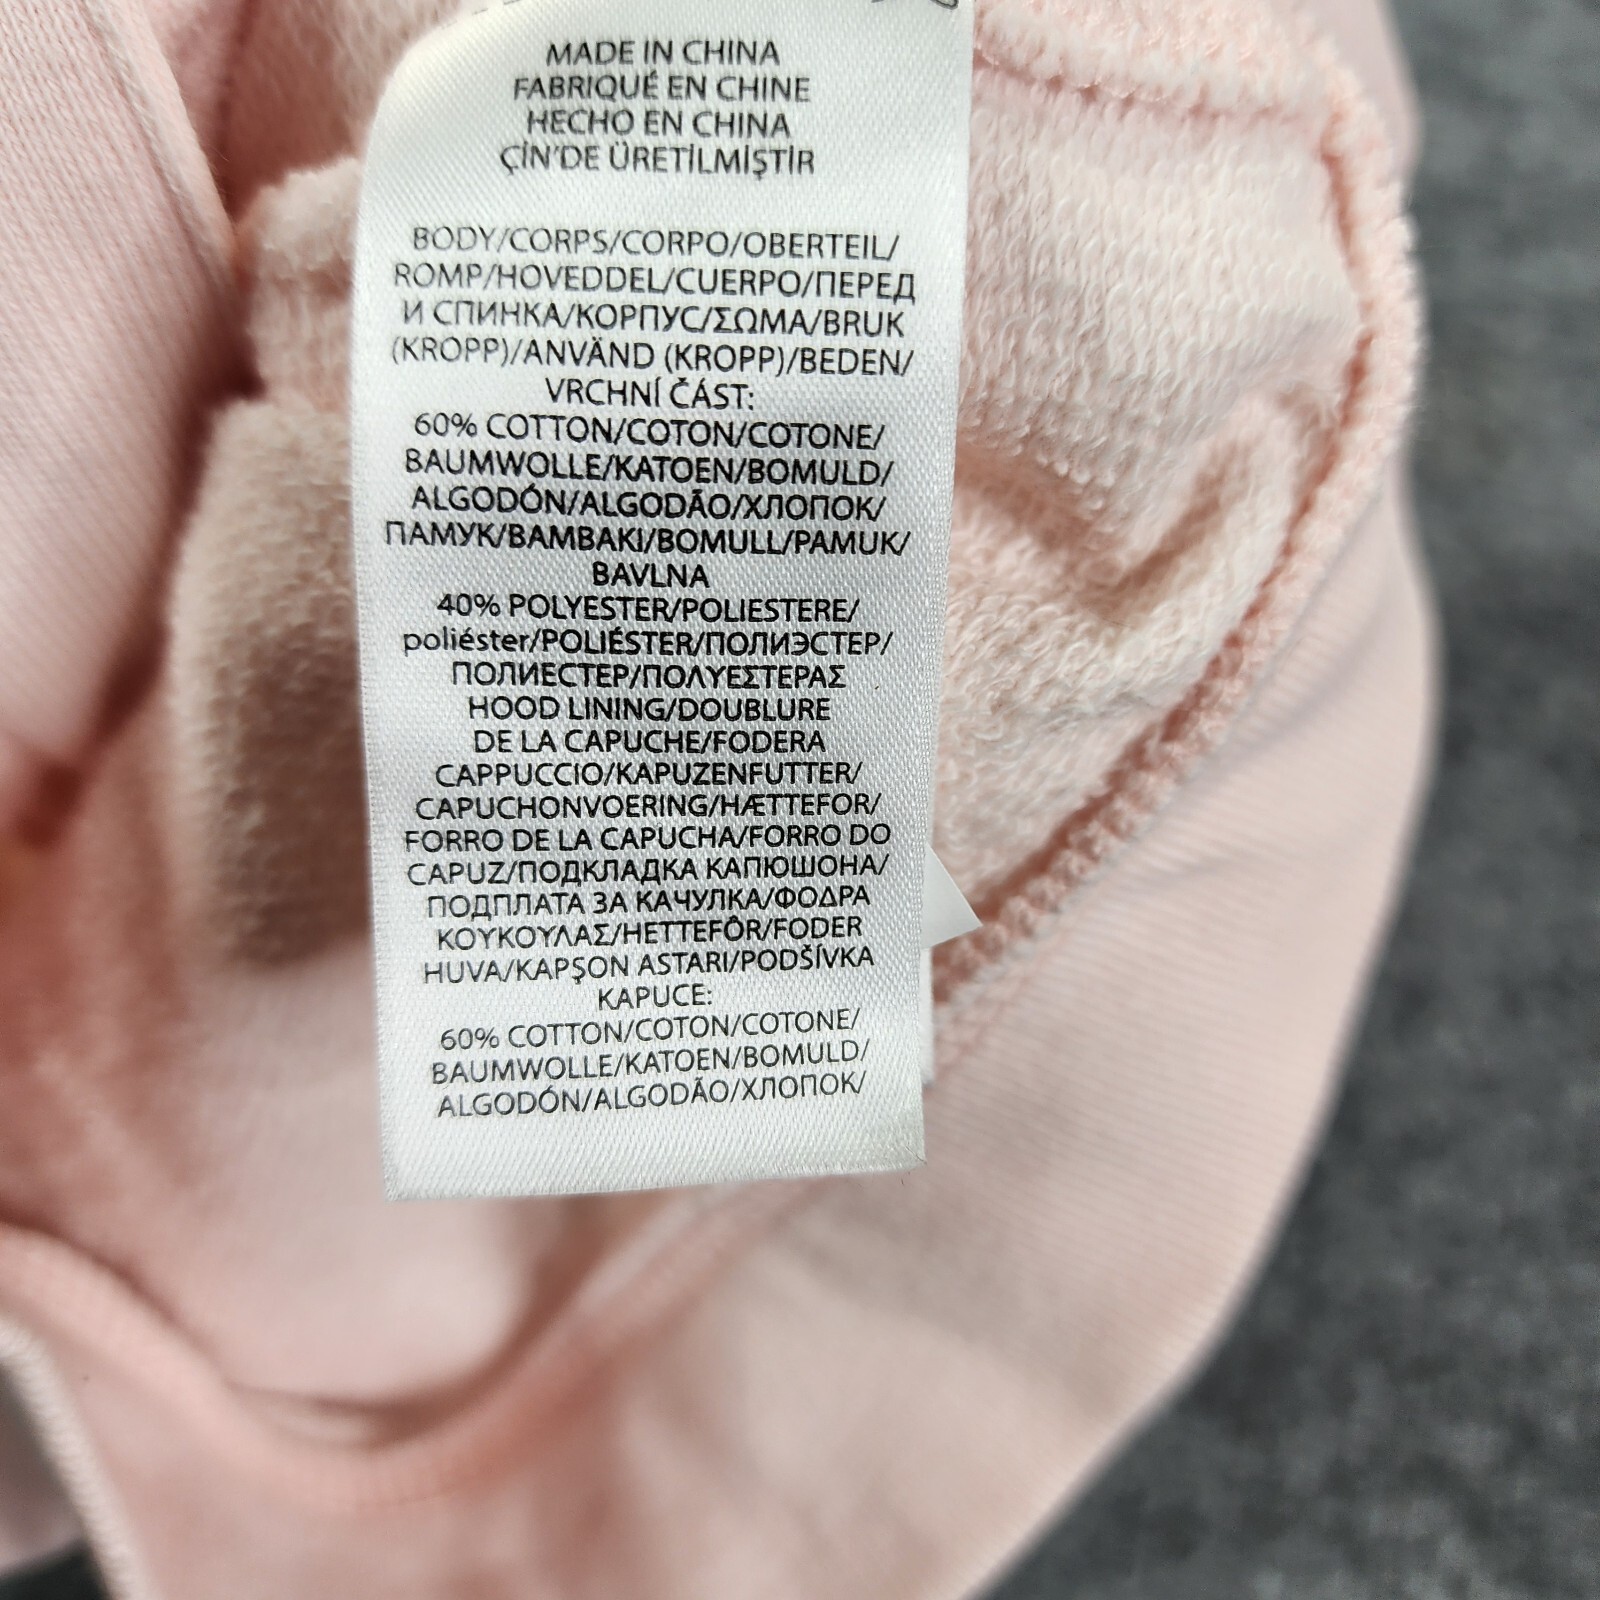 MADE IN CHINA
FABRIQUÉ EN CHINE
HECHO EN CHINA
ÇİN'DE ÜRETİLMİŞTİR
BODY/CORPS/CORPO/OBERTEIL/
ROMP/HOVEDDEL/CUERPO/ПЕРЕД
И СПИНКА/КОРПУС/ΣΩΜΑ/BRUK
(KROPP)/ANVÄND (KROPP)/BEDEN/
VRCHNÍ ČÁST:
60% COTTON/COTON/COTONE/
BAUMWOLLE/KATOEN/BOMULD/
ALGODÓN/ALGODÃO/ХЛОПОК/
ПАМУК/BAMBAKI/BOMULL/PAMUK/
BAVLNA
40% POLYESTER/POLIESTERE/
poliéster/POLIÉSTER/ПОЛИЭСТЕР/
ПОЛИЕСТЕР/ΠΟΛΥΕΣΤΕΡΑΣ
HOOD LINING/DOUBLURE
DE LA CAPUCHE/FODERA
CAPPUCCIO/KAPUZENFUTTER/
CAPUCHONVOERING/HÆTTEFOR/
FORRO DE LA CAPUCHA/FORRO DO
CAPUZ/ПОДКЛАДКА КАПЮШОНА/
ПОДПЛАТА ЗА КАЧУЛКА/ΦΟΔΡΑ
ΚΟΥΚΟΥΛΑΣ/HETTEFÔR/FODER
HUVA/KAPŞON ASTARI/PODŠÍVKA
KAPUCE:
60% COTTON/COTON/COTONE/
BAUMWOLLE/KATOEN/BOMULD/
ALGODÓN/ALGODÃO/ХЛОПОК/